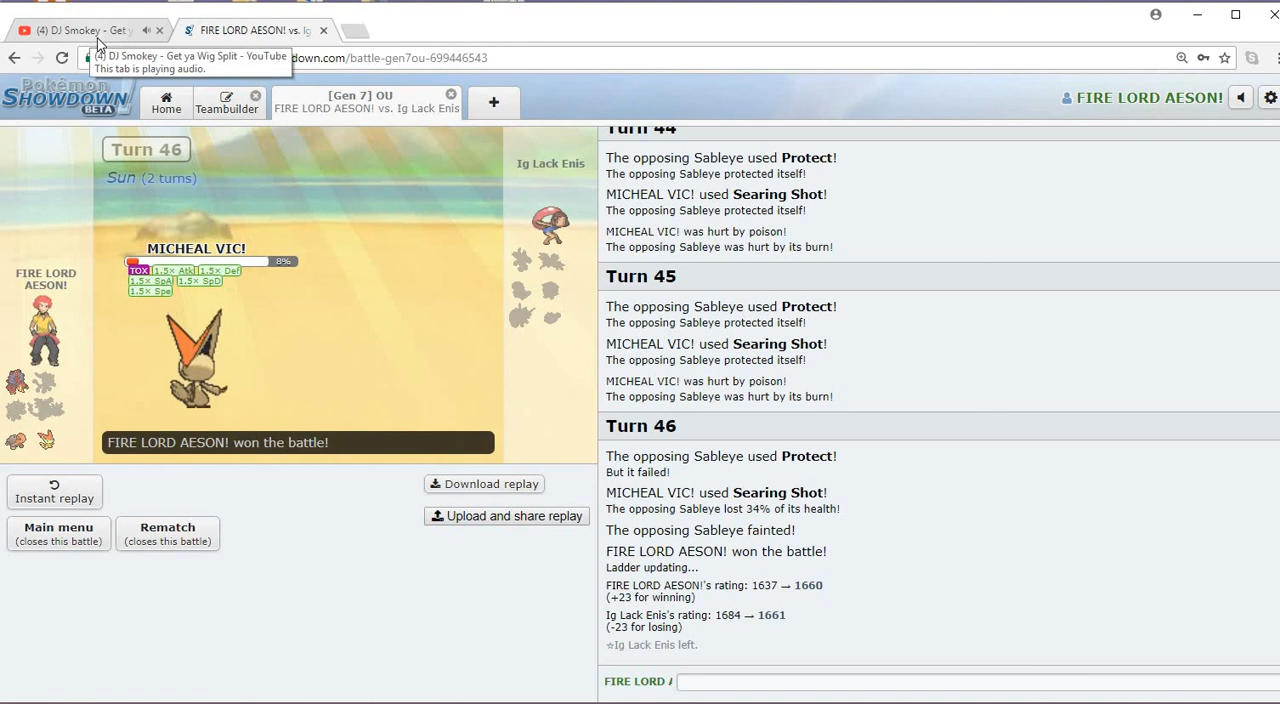 (4) DJ Smokey - Get y
FIRE LORD AESON! vs. Ig
(4) DJ Smokey - Get ya Wig Split - YouTube
This tab is playing audio.
down.com/battle-gen7ou-699446543
Pokémon
SHOWDOWN
BETA
Home
Teambuilder
[Gen 7] OU
FIRE LORD AESON! vs. Ig Lack Enis
+
FIRE LORD AESON!
Turn 46
Sun (2 turns)
Ig Lack Enis
MICHEAL VIC!
8%
TOX 1.5× Atk 1.5× Def
1.5× SpA 1.5× SpD
1.5× Spe
FIRE LORD
AESON!
FIRE LORD AESON! won the battle!
Instant replay
Download replay
Upload and share replay
Main menu
(closes this battle)
Rematch
(closes this battle)
Turn 44
The opposing Sableye used Protect!
The opposing Sableye protected itself!
MICHEAL VIC! used Searing Shot!
The opposing Sableye protected itself!
MICHEAL VIC! was hurt by poison!
The opposing Sableye was hurt by its burn!
Turn 45
The opposing Sableye used Protect!
The opposing Sableye protected itself!
MICHEAL VIC! used Searing Shot!
The opposing Sableye protected itself!
MICHEAL VIC! was hurt by poison!
The opposing Sableye was hurt by its burn!
Turn 46
The opposing Sableye used Protect!
But it failed!
MICHEAL VIC! used Searing Shot!
The opposing Sableye lost 34% of its health!
The opposing Sableye fainted!
FIRE LORD AESON! won the battle!
Ladder updating...
FIRE LORD AESON!'s rating: 1637 → 1660
(+23 for winning)
Ig Lack Enis's rating: 1684 → 1661
(-23 for losing)
☆Ig Lack Enis left.
FIRE LORD A